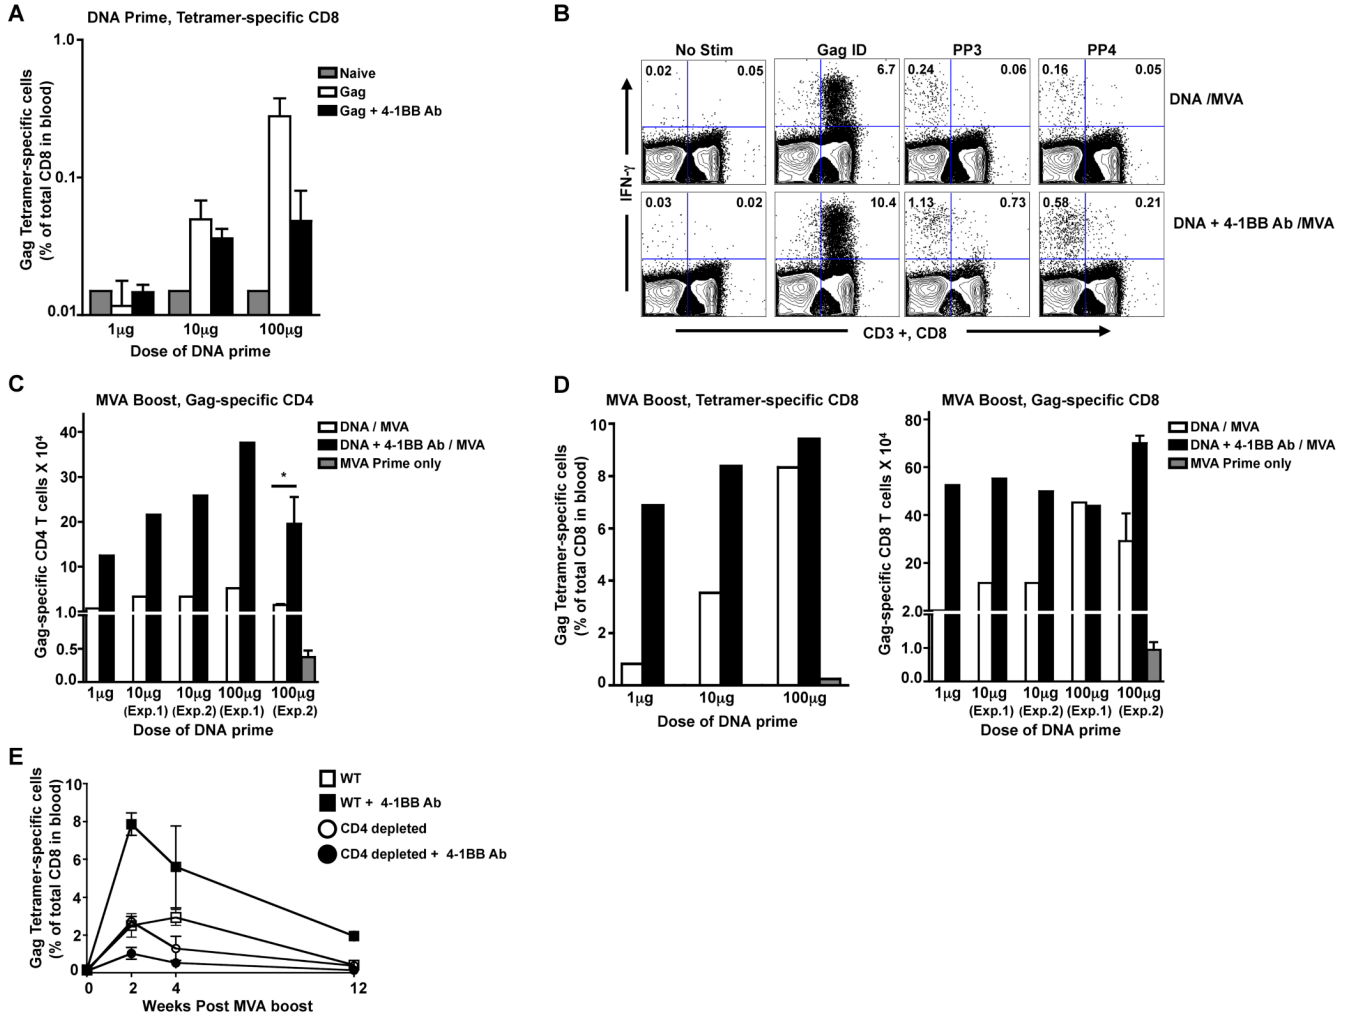 A
DNA Prime, Tetramer-specific CD8
Gag Tetramer-specific cells
(% of total CD8 in blood)
1.0
0.1
0.01
1µg
10µg
100µg
Dose of DNA prime
Naive
Gag
Gag + 4-1BB Ab
B
No Stim
Gag ID
PP3
PP4
0.02
0.05
6.7
0.24
0.06
0.16
0.05
DNA /MVA
0.03
0.02
10.4
1.13
0.73
0.58
0.21
DNA + 4-1BB Ab /MVA
IFN-γ
CD3 +, CD8
C
MVA Boost, Gag-specific CD4
Gag-specific CD4 T cells X 10⁴
40
30
20
10
1.0
0.5
0.0
1µg
10µg
10µg
100µg
100µg
(Exp.1)
(Exp.2)
(Exp.1)
(Exp.2)
Dose of DNA prime
DNA / MVA
DNA + 4-1BB Ab / MVA
MVA Prime only
*
D
MVA Boost, Tetramer-specific CD8
Gag Tetramer-specific cells
(% of total CD8 in blood)
10
8
6
4
2
0
1µg
10µg
100µg
Dose of DNA prime
MVA Boost, Gag-specific CD8
Gag-specific CD8 T cells X 10⁴
80
60
40
20
2.0
1.0
0.0
1µg
10µg
10µg
100µg
100µg
(Exp.1)
(Exp.2)
(Exp.1)
(Exp.2)
Dose of DNA prime
DNA / MVA
DNA + 4-1BB Ab / MVA
MVA Prime only
E
Gag Tetramer-specific cells
(% of total CD8 in blood)
10
8
6
4
2
0
0
2
4
12
Weeks Post MVA boost
WT
WT + 4-1BB Ab
CD4 depleted
CD4 depleted + 4-1BB Ab